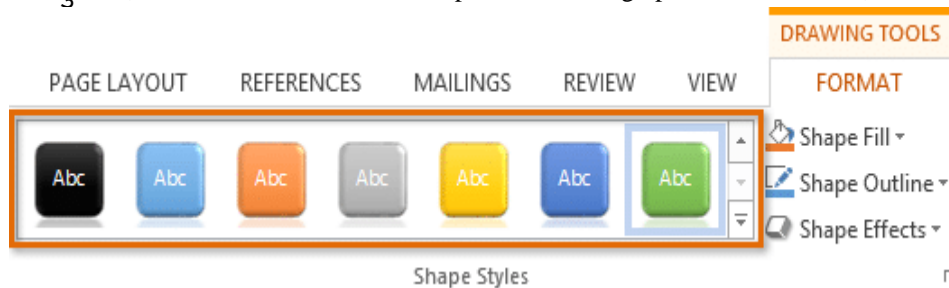 DRAWING TOOLS
PAGE LAYOUT REFERENCES MAILINGS REVIEW VIEW FORMAT
Abc Abc Abc Abc Abc Abc Abc
Shape Fill
Shape Outline
Shape Effects
Shape Styles